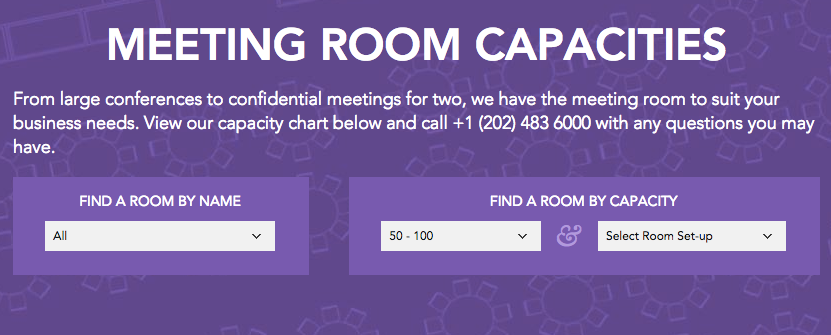 MEETING ROOM CAPACITIES
From large conferences to confidential meetings for two, we have the meeting room to suit your
business needs. View our capacity chart below and call +1 (202) 483 6000 with any questions you may
have.
FIND A ROOM BY NAME
All
FIND A ROOM BY CAPACITY
50 - 100
&
Select Room Set-up